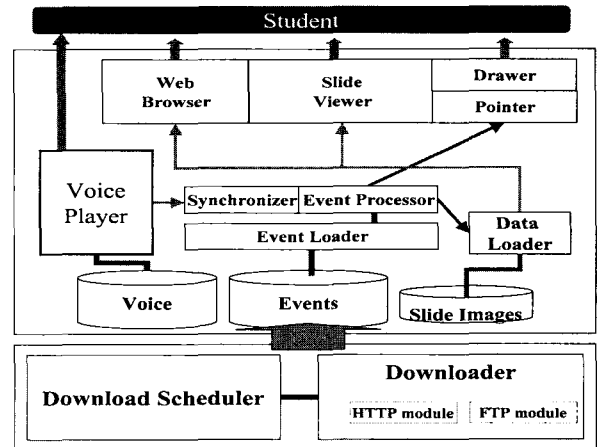 Student
Web
Browser
Slide
Viewer
Drawer
Pointer
Voice
Player
Synchronizer
Event Processor
Event Loader
Data
Loader
Voice
Events
Slide Images
Download Scheduler
Downloader
HTTP module
FTP module